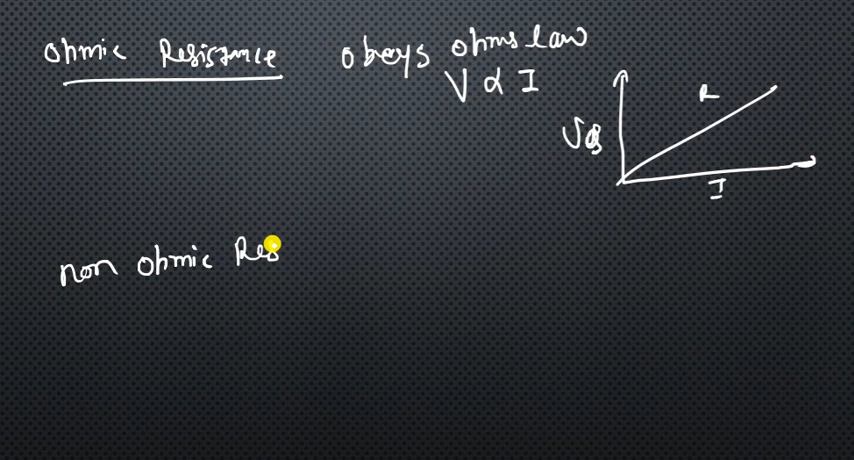 Ohmic Resistance obeys ohms law
V ∝ I
R
I
non ohmic Res